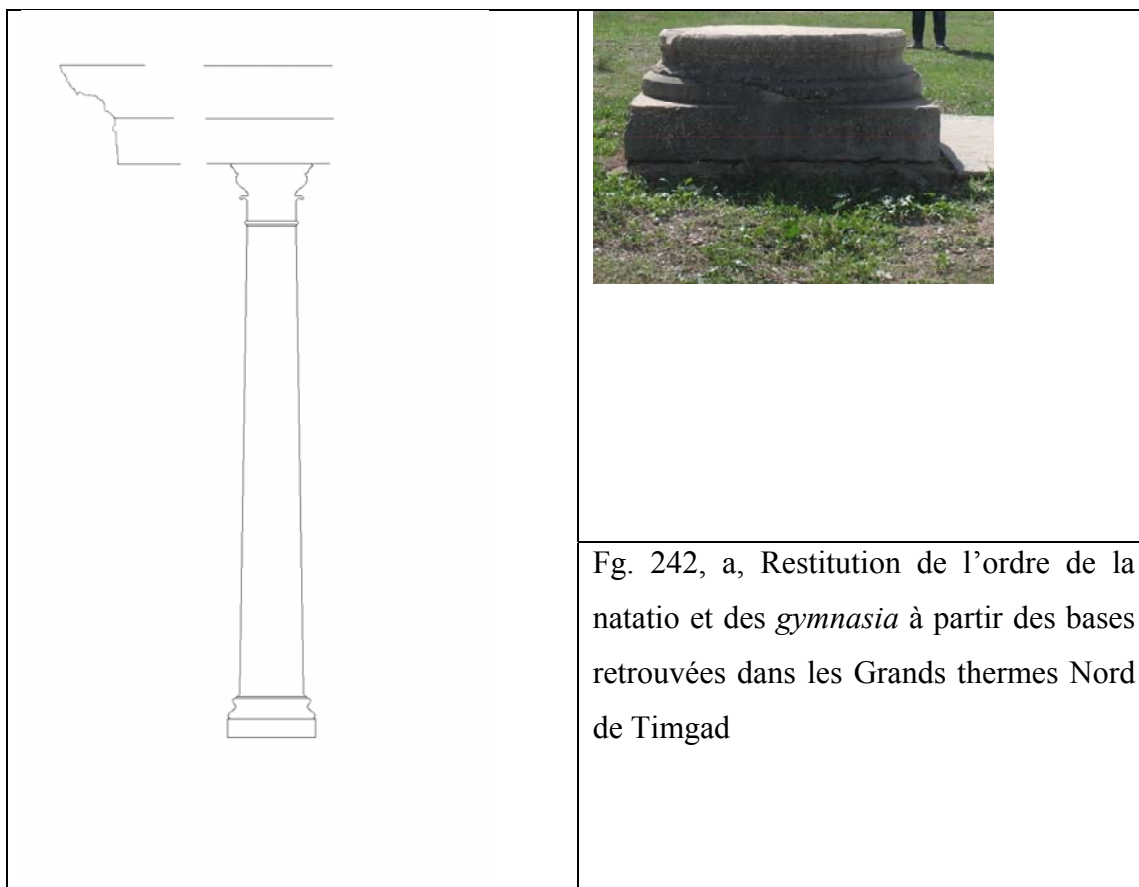 Fg. 242, a, Restitution de l’ordre de la
natatio et des gymnasia à partir des bases
retrouvées dans les Grands thermes Nord
de Timgad